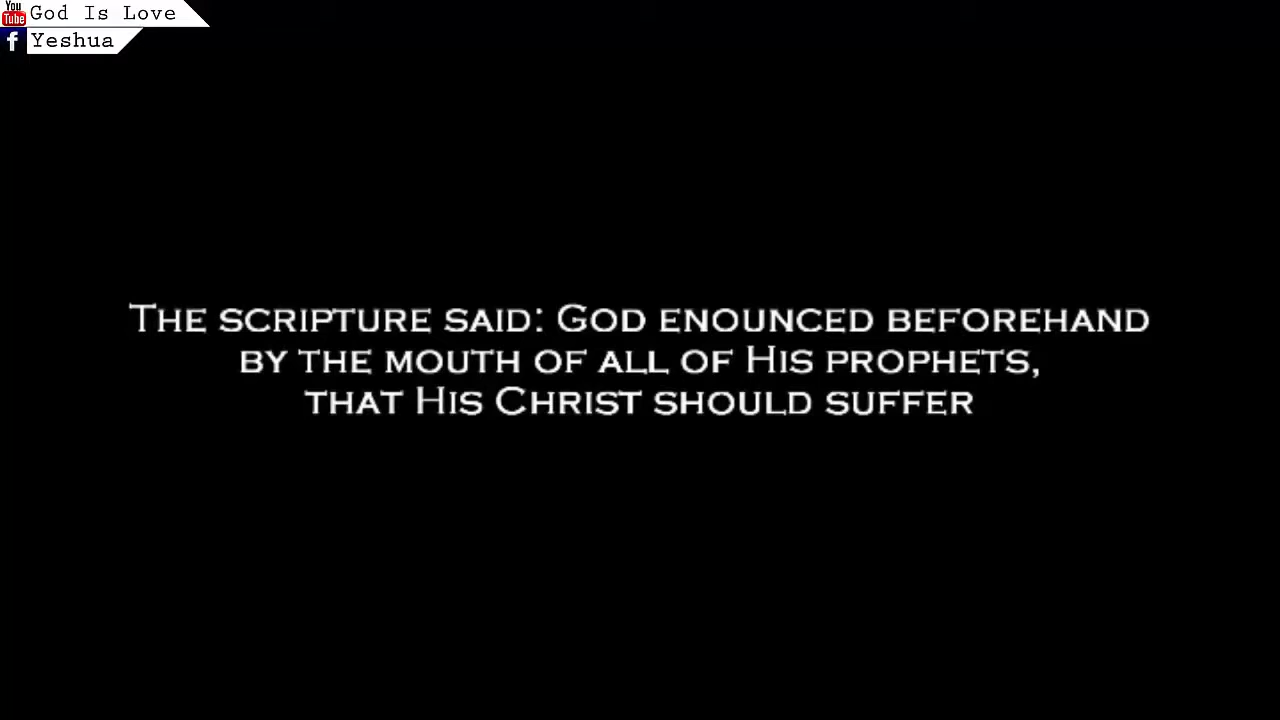 You Tube God Is Love
f Yeshua
The scripture said: God enounced beforehand
by the mouth of all of His prophets,
that His Christ should suffer